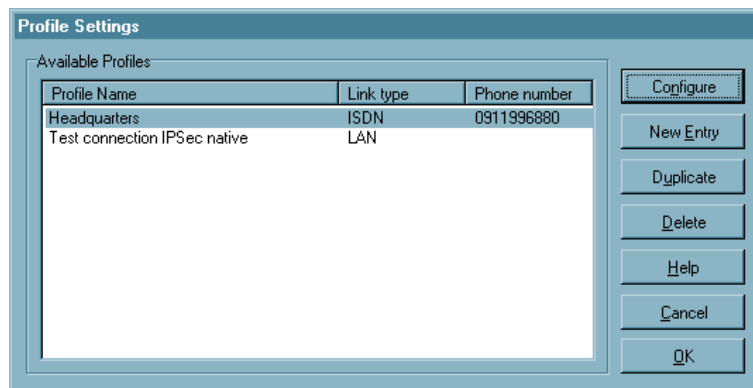 Profile Settings
Available Profiles
Profile Name Link type Phone number
Headquarters ISDN 0911996880
Test connection IPSec native LAN
Configure
New Entry
Duplicate
Delete
Help
Cancel
OK